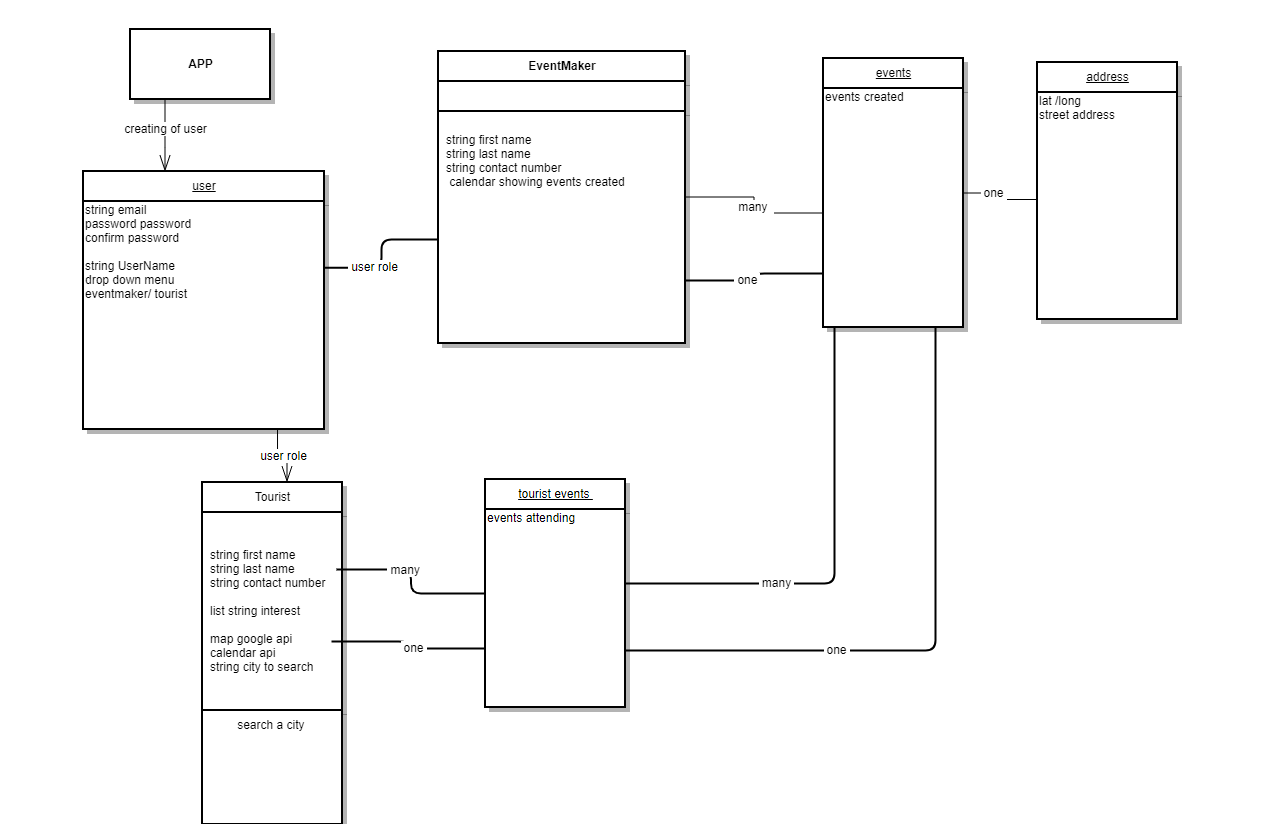 APP
creating of user
user
string email
password password
confirm password
string UserName
drop down menu
eventmaker/ tourist
user role
EventMaker
string first name
string last name
string contact number
calendar showing events created
many
one
events
events created
one
address
lat /long
street address
user role
Tourist
string first name
string last name
string contact number
list string interest
map google api
calendar api
string city to search
search a city
many
one
tourist events
events attending
many
one